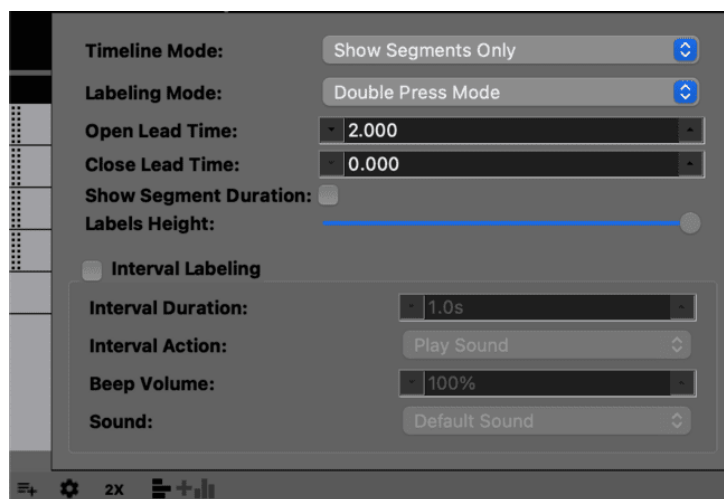 Timeline Mode: Show Segments Only
Labeling Mode: Double Press Mode
Open Lead Time: 2.000
Close Lead Time: 0.000
Show Segment Duration:
Labels Height:
Interval Labeling
Interval Duration: 1.0s
Interval Action: Play Sound
Beep Volume: 100%
Sound: Default Sound
2X